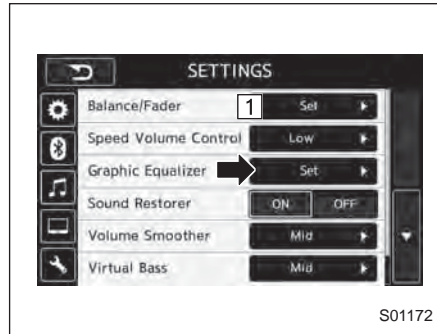 SETTINGS
Balance/Fader 1 Set
Speed Volume Control Low
Graphic Equalizer Set
Sound Restorer ON OFF
Volume Smoother Mid
Virtual Bass Mid
S01172